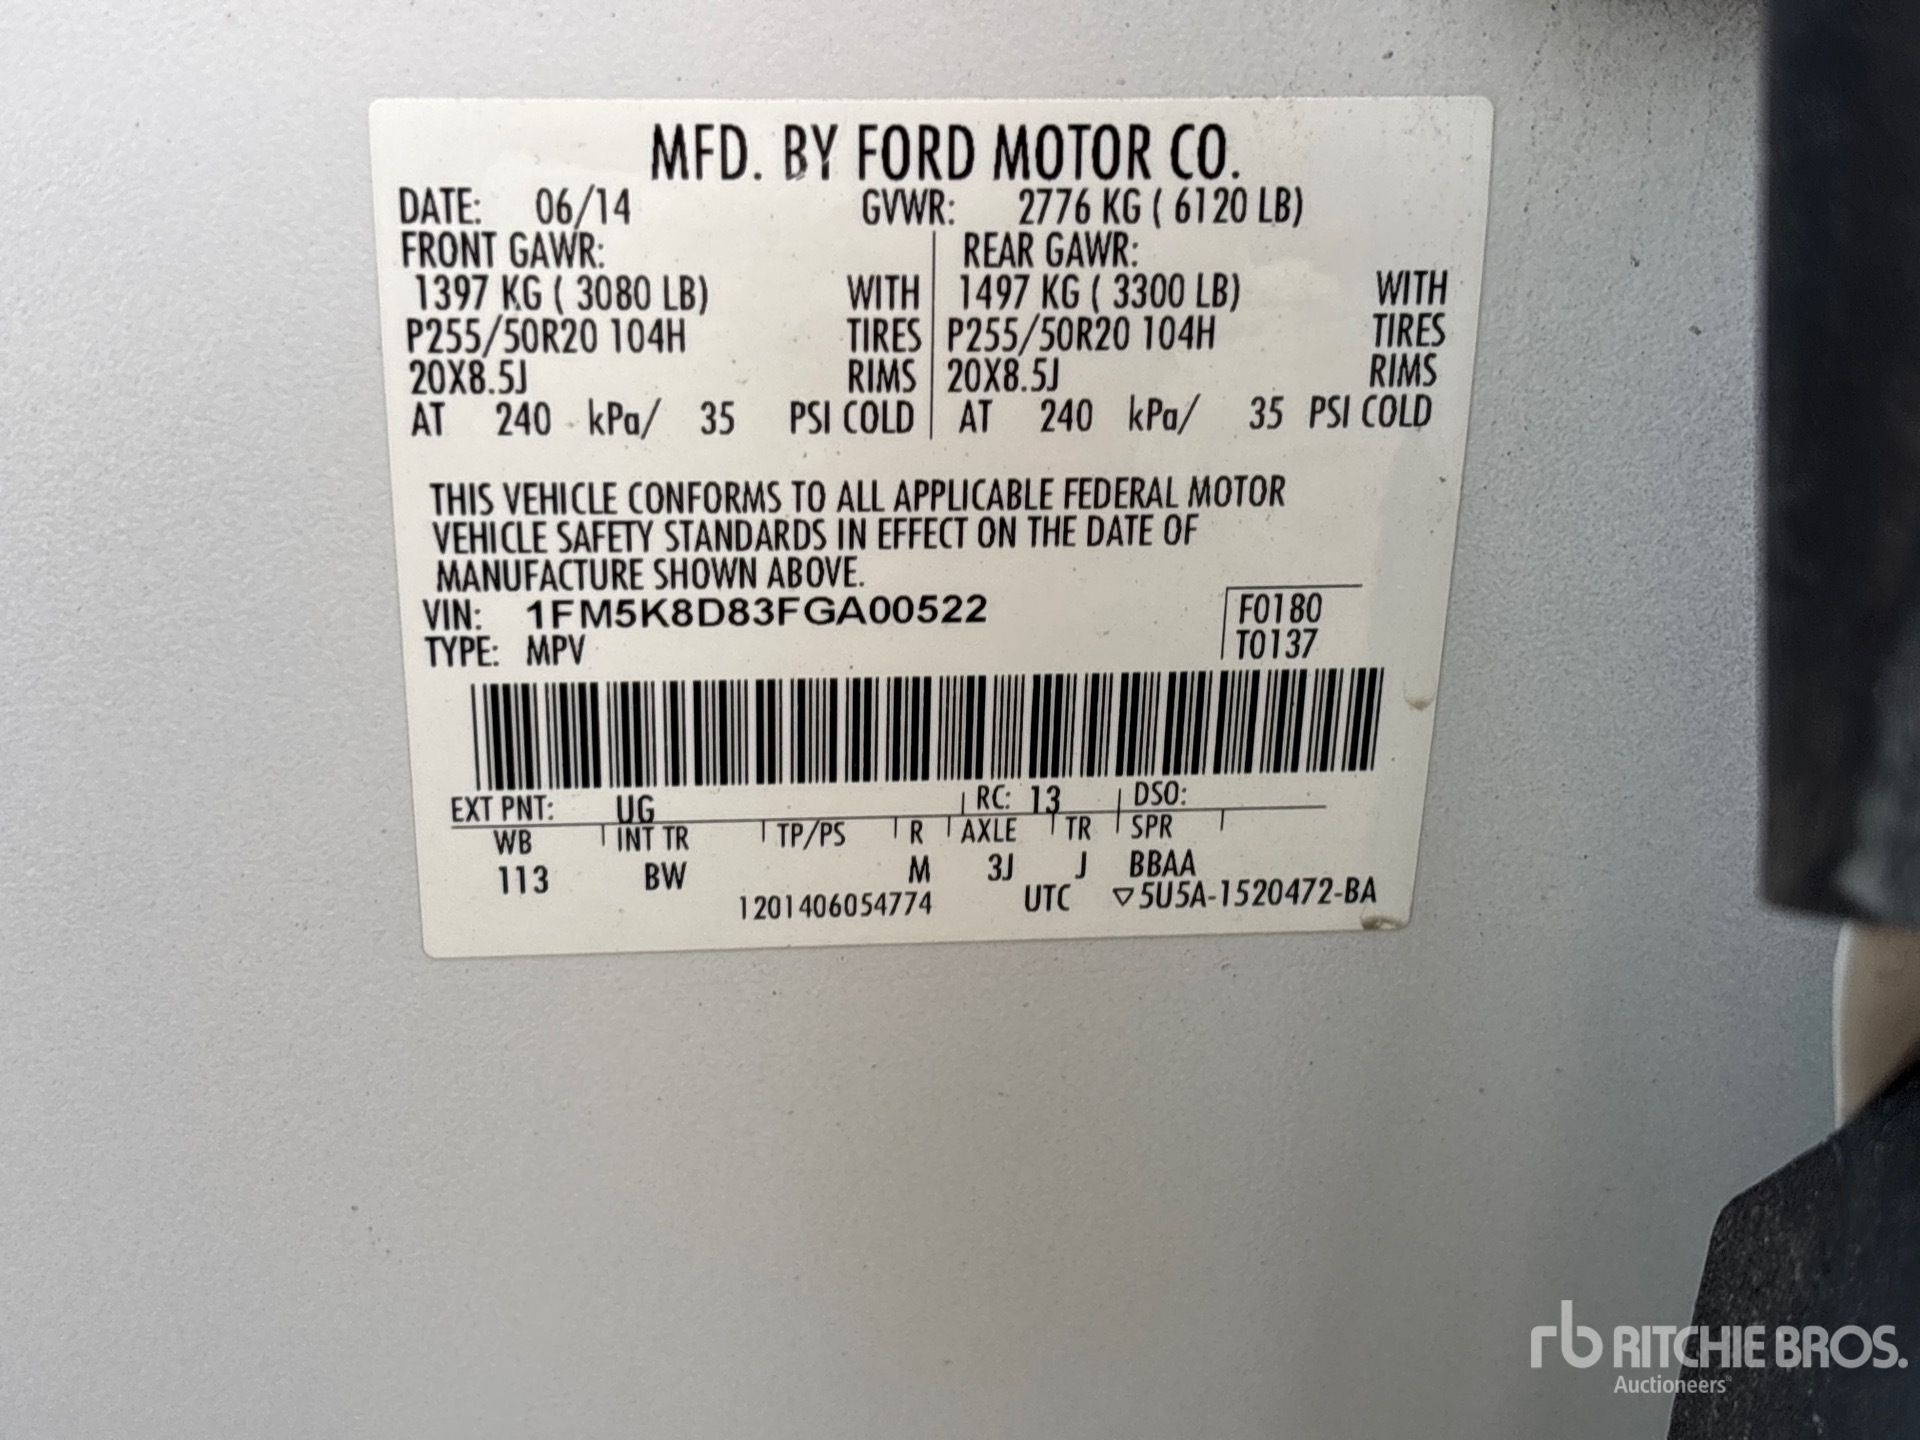 MFD. BY FORD MOTOR CO.
DATE: 06/14 GVWR: 2776 KG ( 6120 LB)
FRONT GAWR: REAR GAWR:
1397 KG ( 3080 LB) WITH 1497 KG ( 3300 LB) WITH
P255/50R20 104H TIRES P255/50R20 104H TIRES
20X8.5J RIMS 20X8.5J RIMS
AT 240 kPa/ 35 PSI COLD AT 240 kPa/ 35 PSI COLD
THIS VEHICLE CONFORMS TO ALL APPLICABLE FEDERAL MOTOR
VEHICLE SAFETY STANDARDS IN EFFECT ON THE DATE OF
MANUFACTURE SHOWN ABOVE.
VIN: 1FM5K8D83FGA00522 F0180
TYPE: MPV T0137
EXT PNT: UG RC: 13 DSO:
WB INT TR TP/PS R AXLE TR SPR
113 BW M 3J J BBAA
1201406054774 UTC ▽5U5A-1520472-BA
rb RITCHIE BROS.
Auctioneers